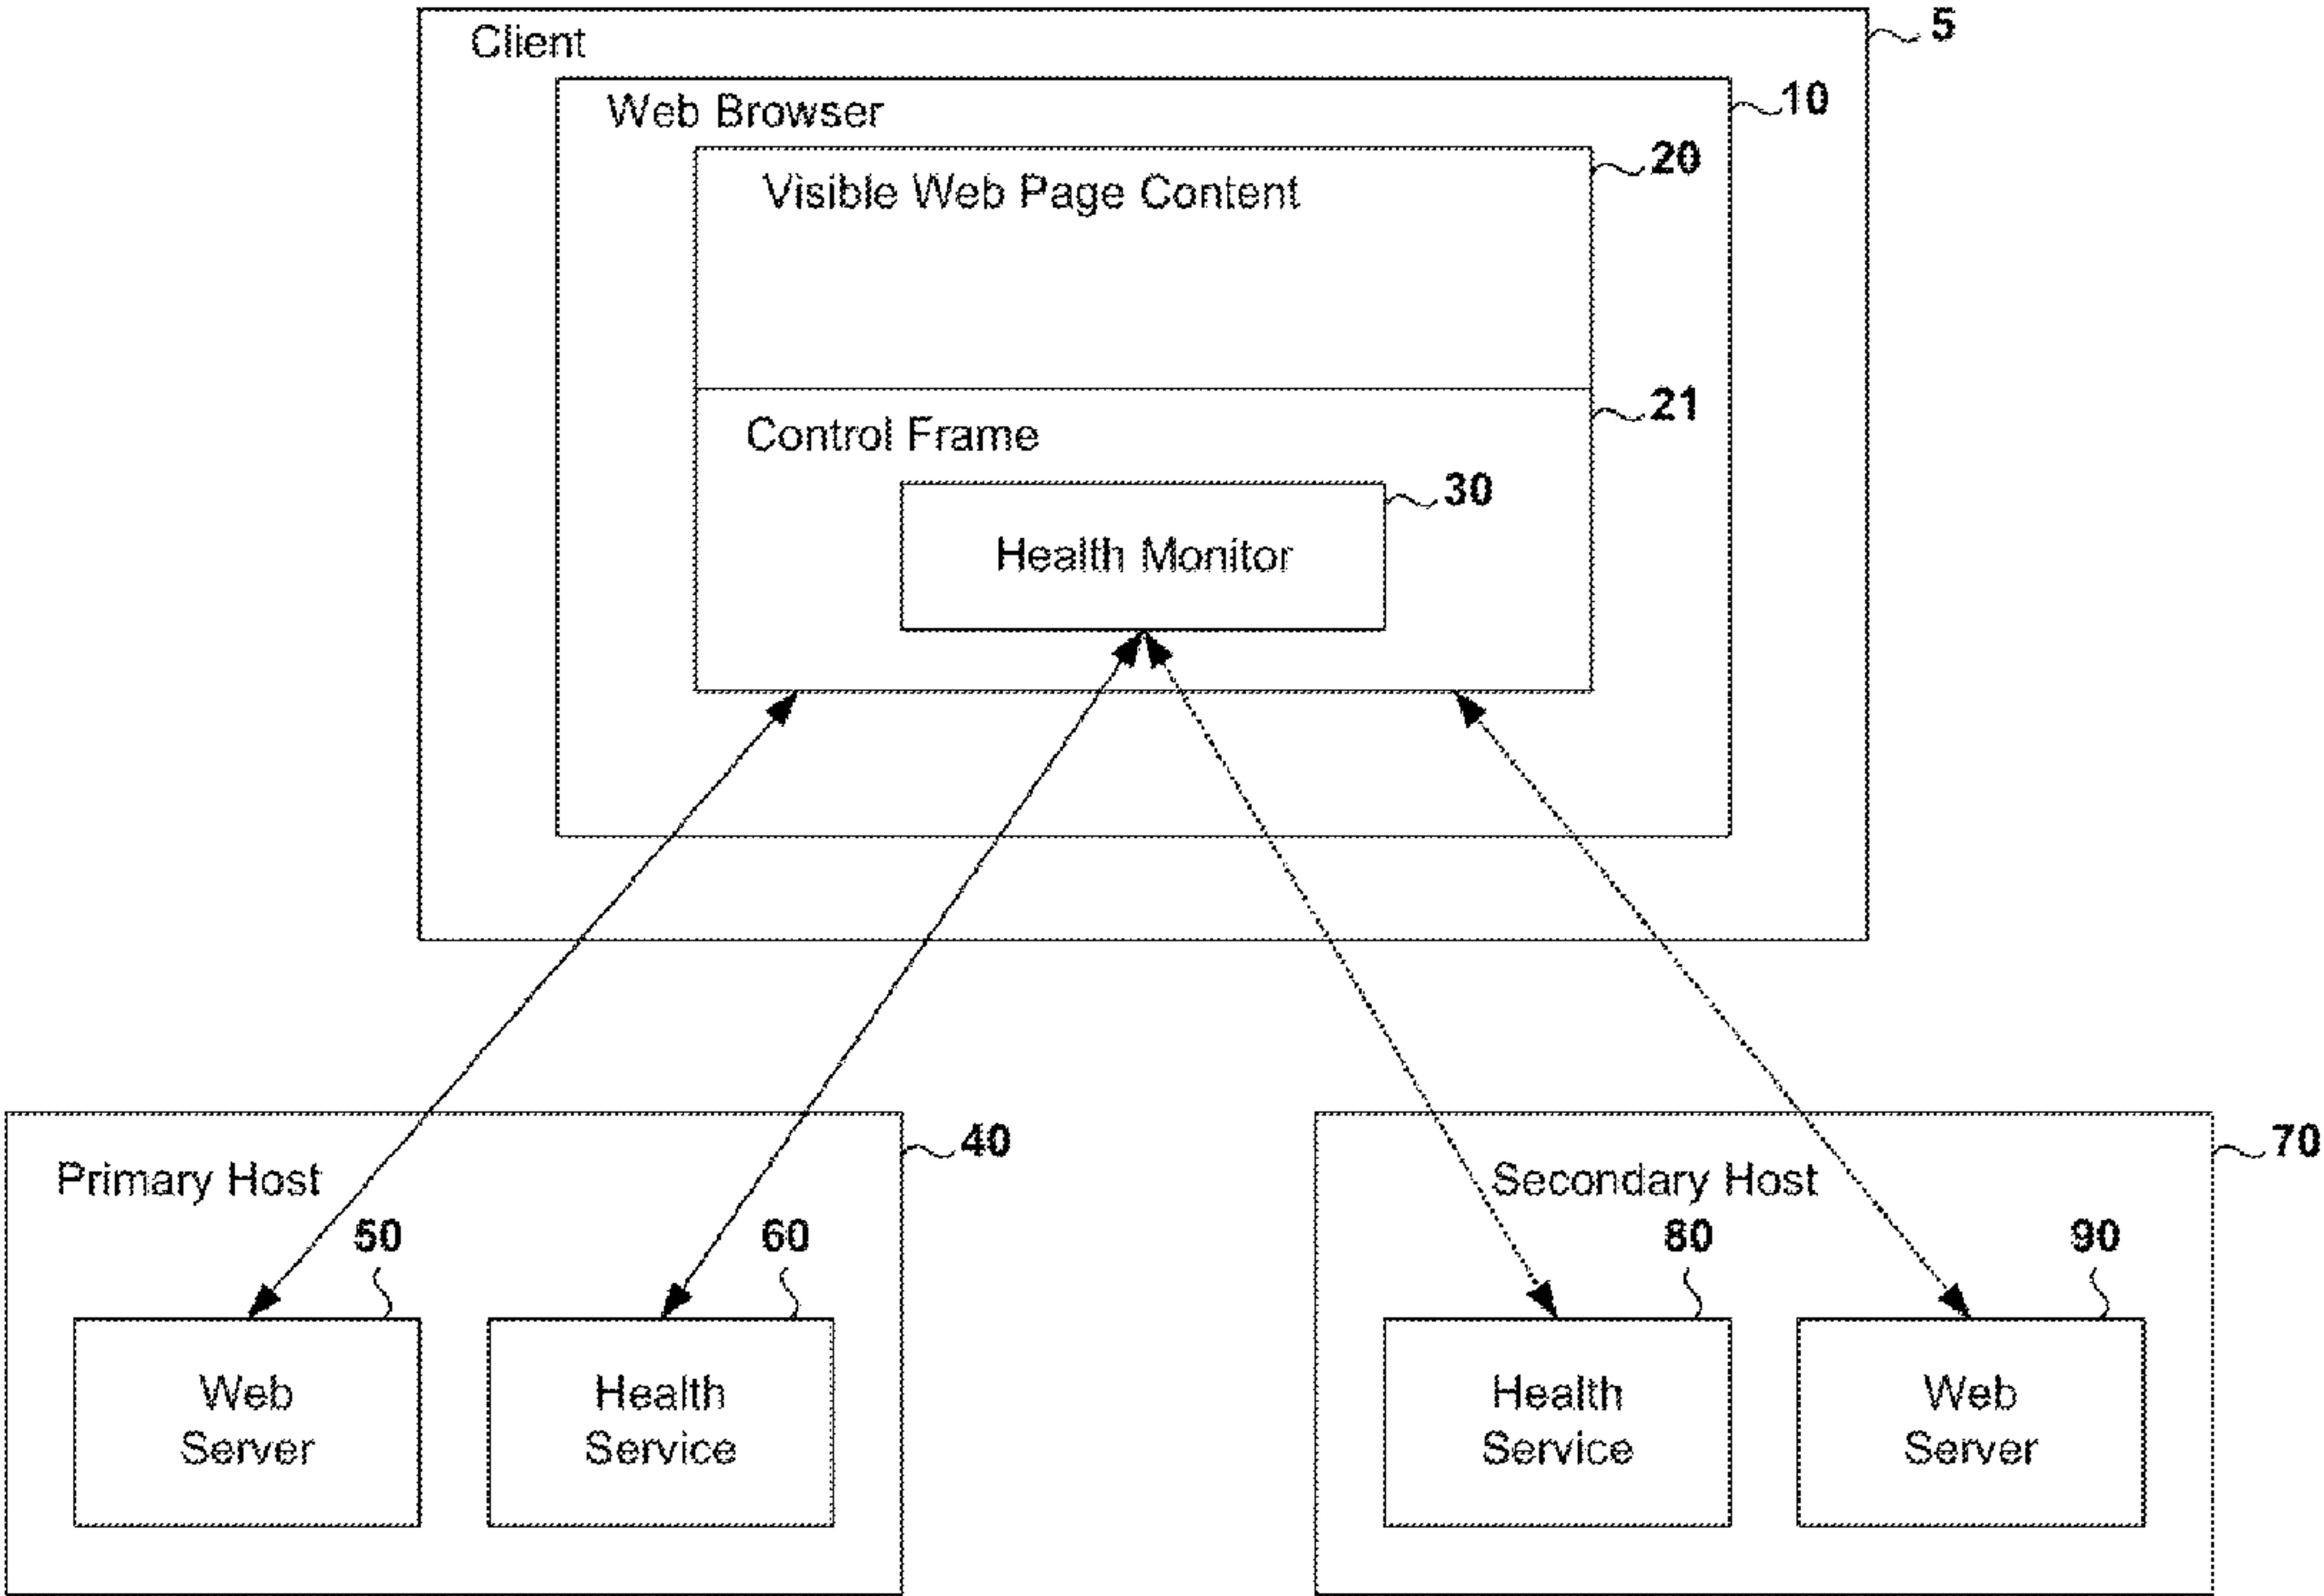 Client
5
Web Browser
10
Visible Web Page Content
20
Control Frame
21
Health Monitor
30
Primary Host
40
50
60
Web
Server
Health
Service
Secondary Host
70
80
90
Health
Service
Web
Server